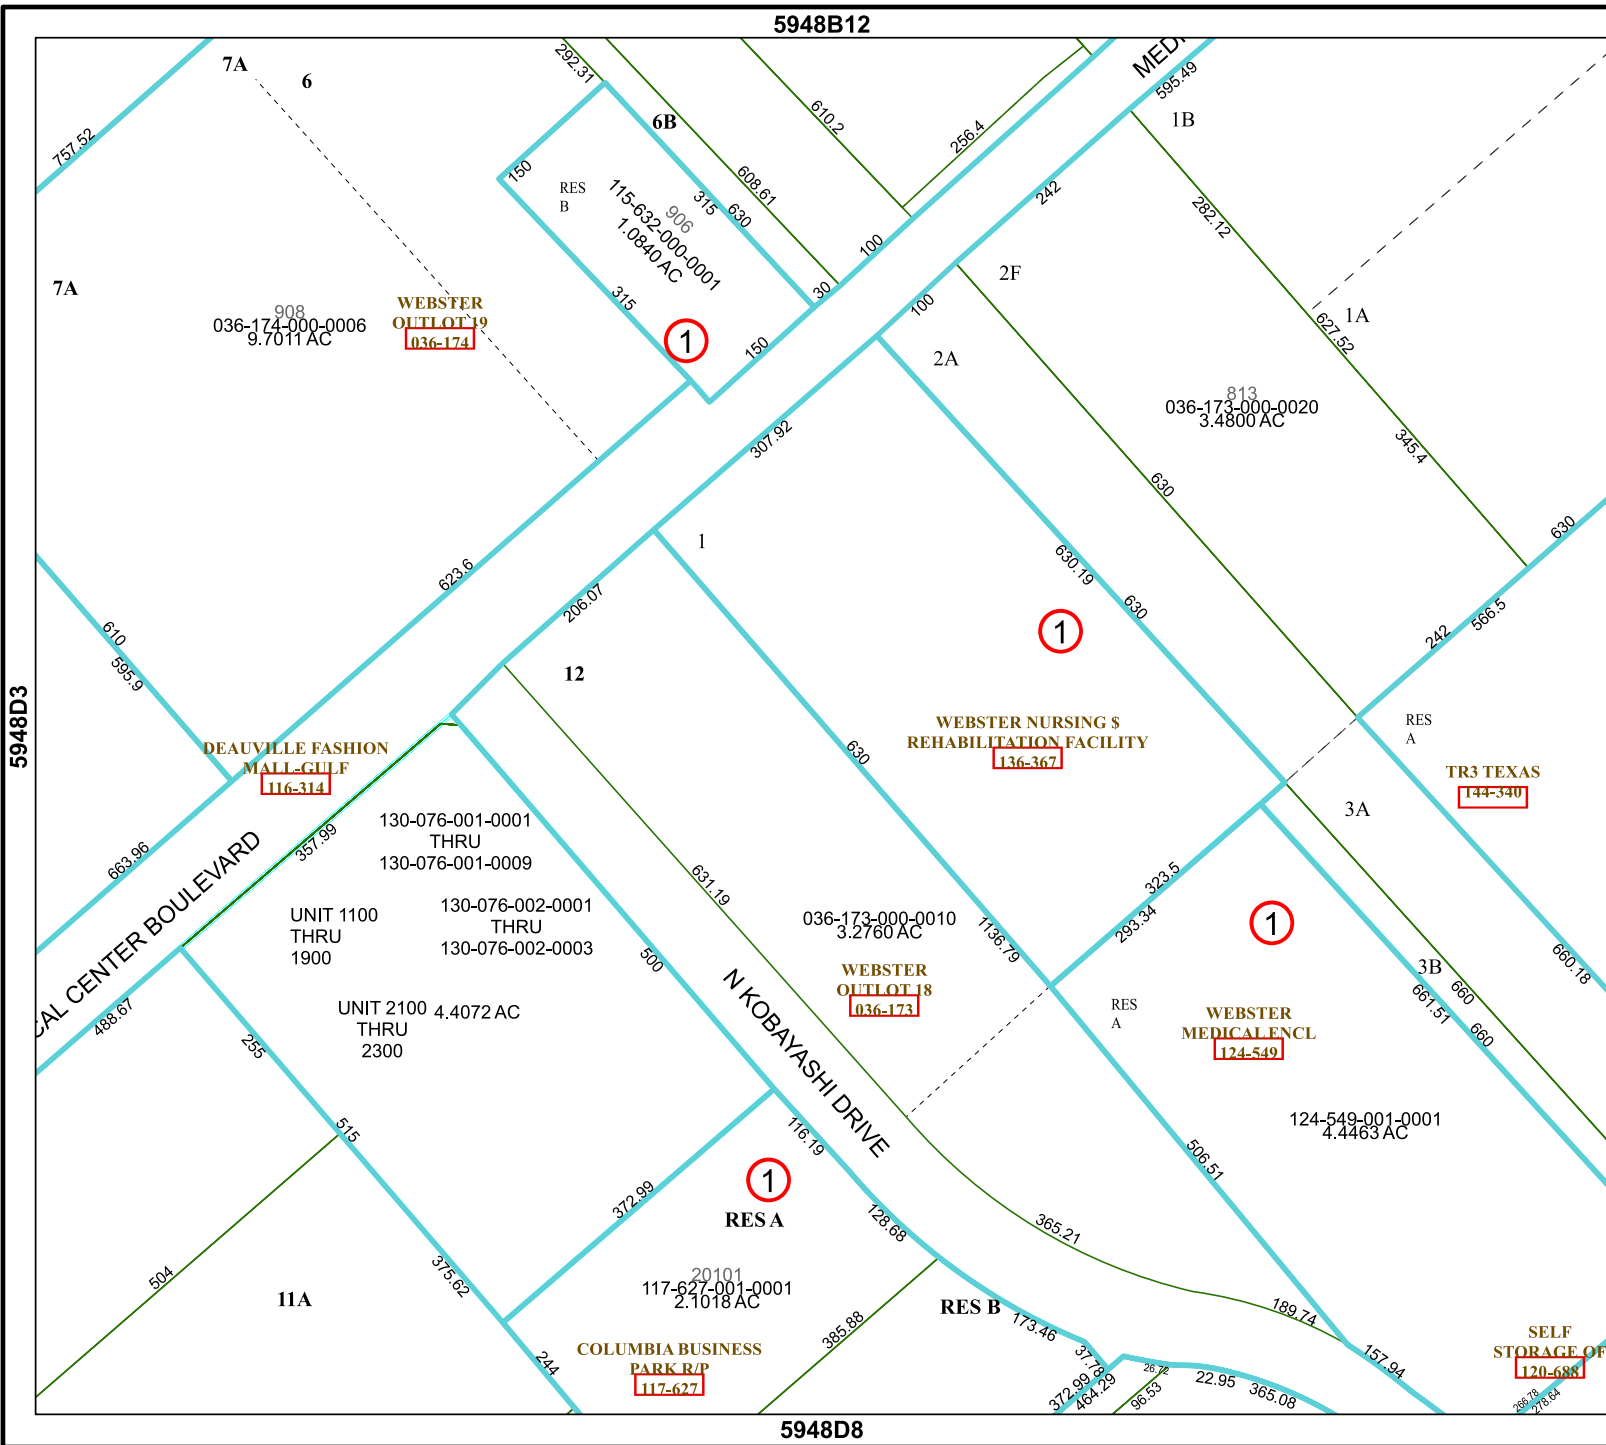 5948B12
7A
6
292.31
MEDI
595.49
757.52
610.2
6B
256.4
1B
150
RES
B
608.61
315
630
906
115-632-000-0001
1.0840 AC
242
282.12
100
7A
2F
30
315
100
908
036-174-000-0006
9.7011 AC
WEBSTER
OUTLOT 19
036-174
1
150
2A
627.52
1A
813
036-173-000-0020
3.4800 AC
307.92
345.4
630
630
1
623.6
206.07
630.19
630
1
242
566.5
610
595.9
12
5948D3
DEAUVILLE FASHION
MALL-GULF
116-314
630
WEBSTER NURSING $
REHABILITATION FACILITY
136-367
RES
A
TR3 TEXAS
144-340
3A
357.99
130-076-001-0001
THRU
130-076-001-0009
663.96
CAL CENTER BOULEVARD
631.19
323.5
293.34
1
UNIT 1100
THRU
1900
130-076-002-0001
THRU
130-076-002-0003
036-173-000-0010
3.2760 AC
1136.79
500
3B
660
660.18
661.51
660
WEBSTER
OUTLOT 18
036-173
N KOBAYASHI DRIVE
RES
A
WEBSTER
MEDICAL ENCL
124-549
488.67
255
UNIT 2100
THRU
2300
4.4072 AC
515
116.19
124-549-001-0001
4.4463 AC
506.51
372.99
1
RES A
128.68
365.21
504
375.62
11A
20101
117-627-001-0001
2.1018 AC
RES B
385.88
173.46
189.74
COLUMBIA BUSINESS
PARK R/P
117-627
244
37.78
157.94
SELF
STORAGE OF
120-688
372.99
464.29
26.72
96.53
22.95
365.08
268.78
278.64
5948D8